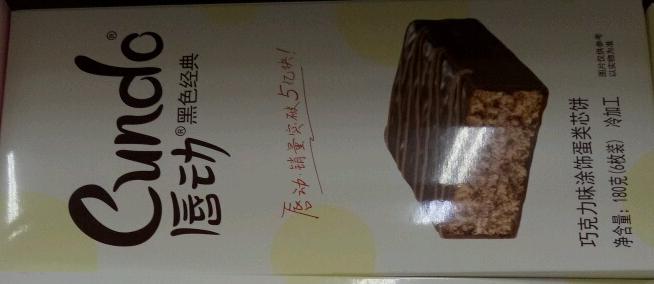 Cundo®
唇动®黑色经典
唇动·销量突破5亿块!
图片仅供参考
以实物为准
巧克力味涂饰蛋类芯饼
净含量:180克(6枚装) 冷加工